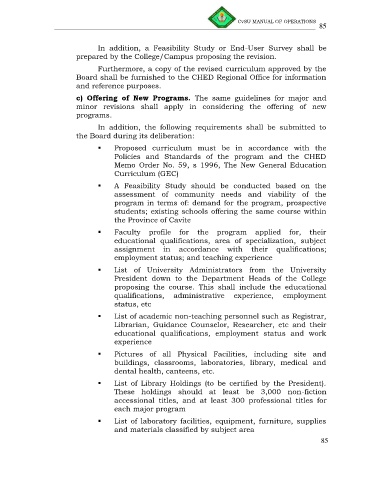 CvSU MANUAL OF OPERATIONS
85
In addition, a Feasibility Study or End-User Survey shall be
prepared by the College/Campus proposing the revision.
Furthermore, a copy of the revised curriculum approved by the
Board shall be furnished to the CHED Regional Office for information
and reference purposes.
c) Offering of New Programs. The same guidelines for major and
minor revisions shall apply in considering the offering of new
programs.
In addition, the following requirements shall be submitted to
the Board during its deliberation:
▪ Proposed curriculum must be in accordance with the
Policies and Standards of the program and the CHED
Memo Order No. 59, s 1996, The New General Education
Curriculum (GEC)
▪ A Feasibility Study should be conducted based on the
assessment of community needs and viability of the
program in terms of: demand for the program, prospective
students; existing schools offering the same course within
the Province of Cavite
▪ Faculty profile for the program applied for, their
educational qualifications, area of specialization, subject
assignment in accordance with their qualifications;
employment status; and teaching experience
▪ List of University Administrators from the University
President down to the Department Heads of the College
proposing the course. This shall include the educational
qualifications, administrative experience, employment
status, etc
▪ List of academic non-teaching personnel such as Registrar,
Librarian, Guidance Counselor, Researcher, etc and their
educational qualifications, employment status and work
experience
▪ Pictures of all Physical Facilities, including site and
buildings, classrooms, laboratories, library, medical and
dental health, canteens, etc.
▪ List of Library Holdings (to be certified by the President).
These holdings should at least be 3,000 non-fiction
accessional titles, and at least 300 professional titles for
each major program
▪ List of laboratory facilities, equipment, furniture, supplies
and materials classified by subject area
85